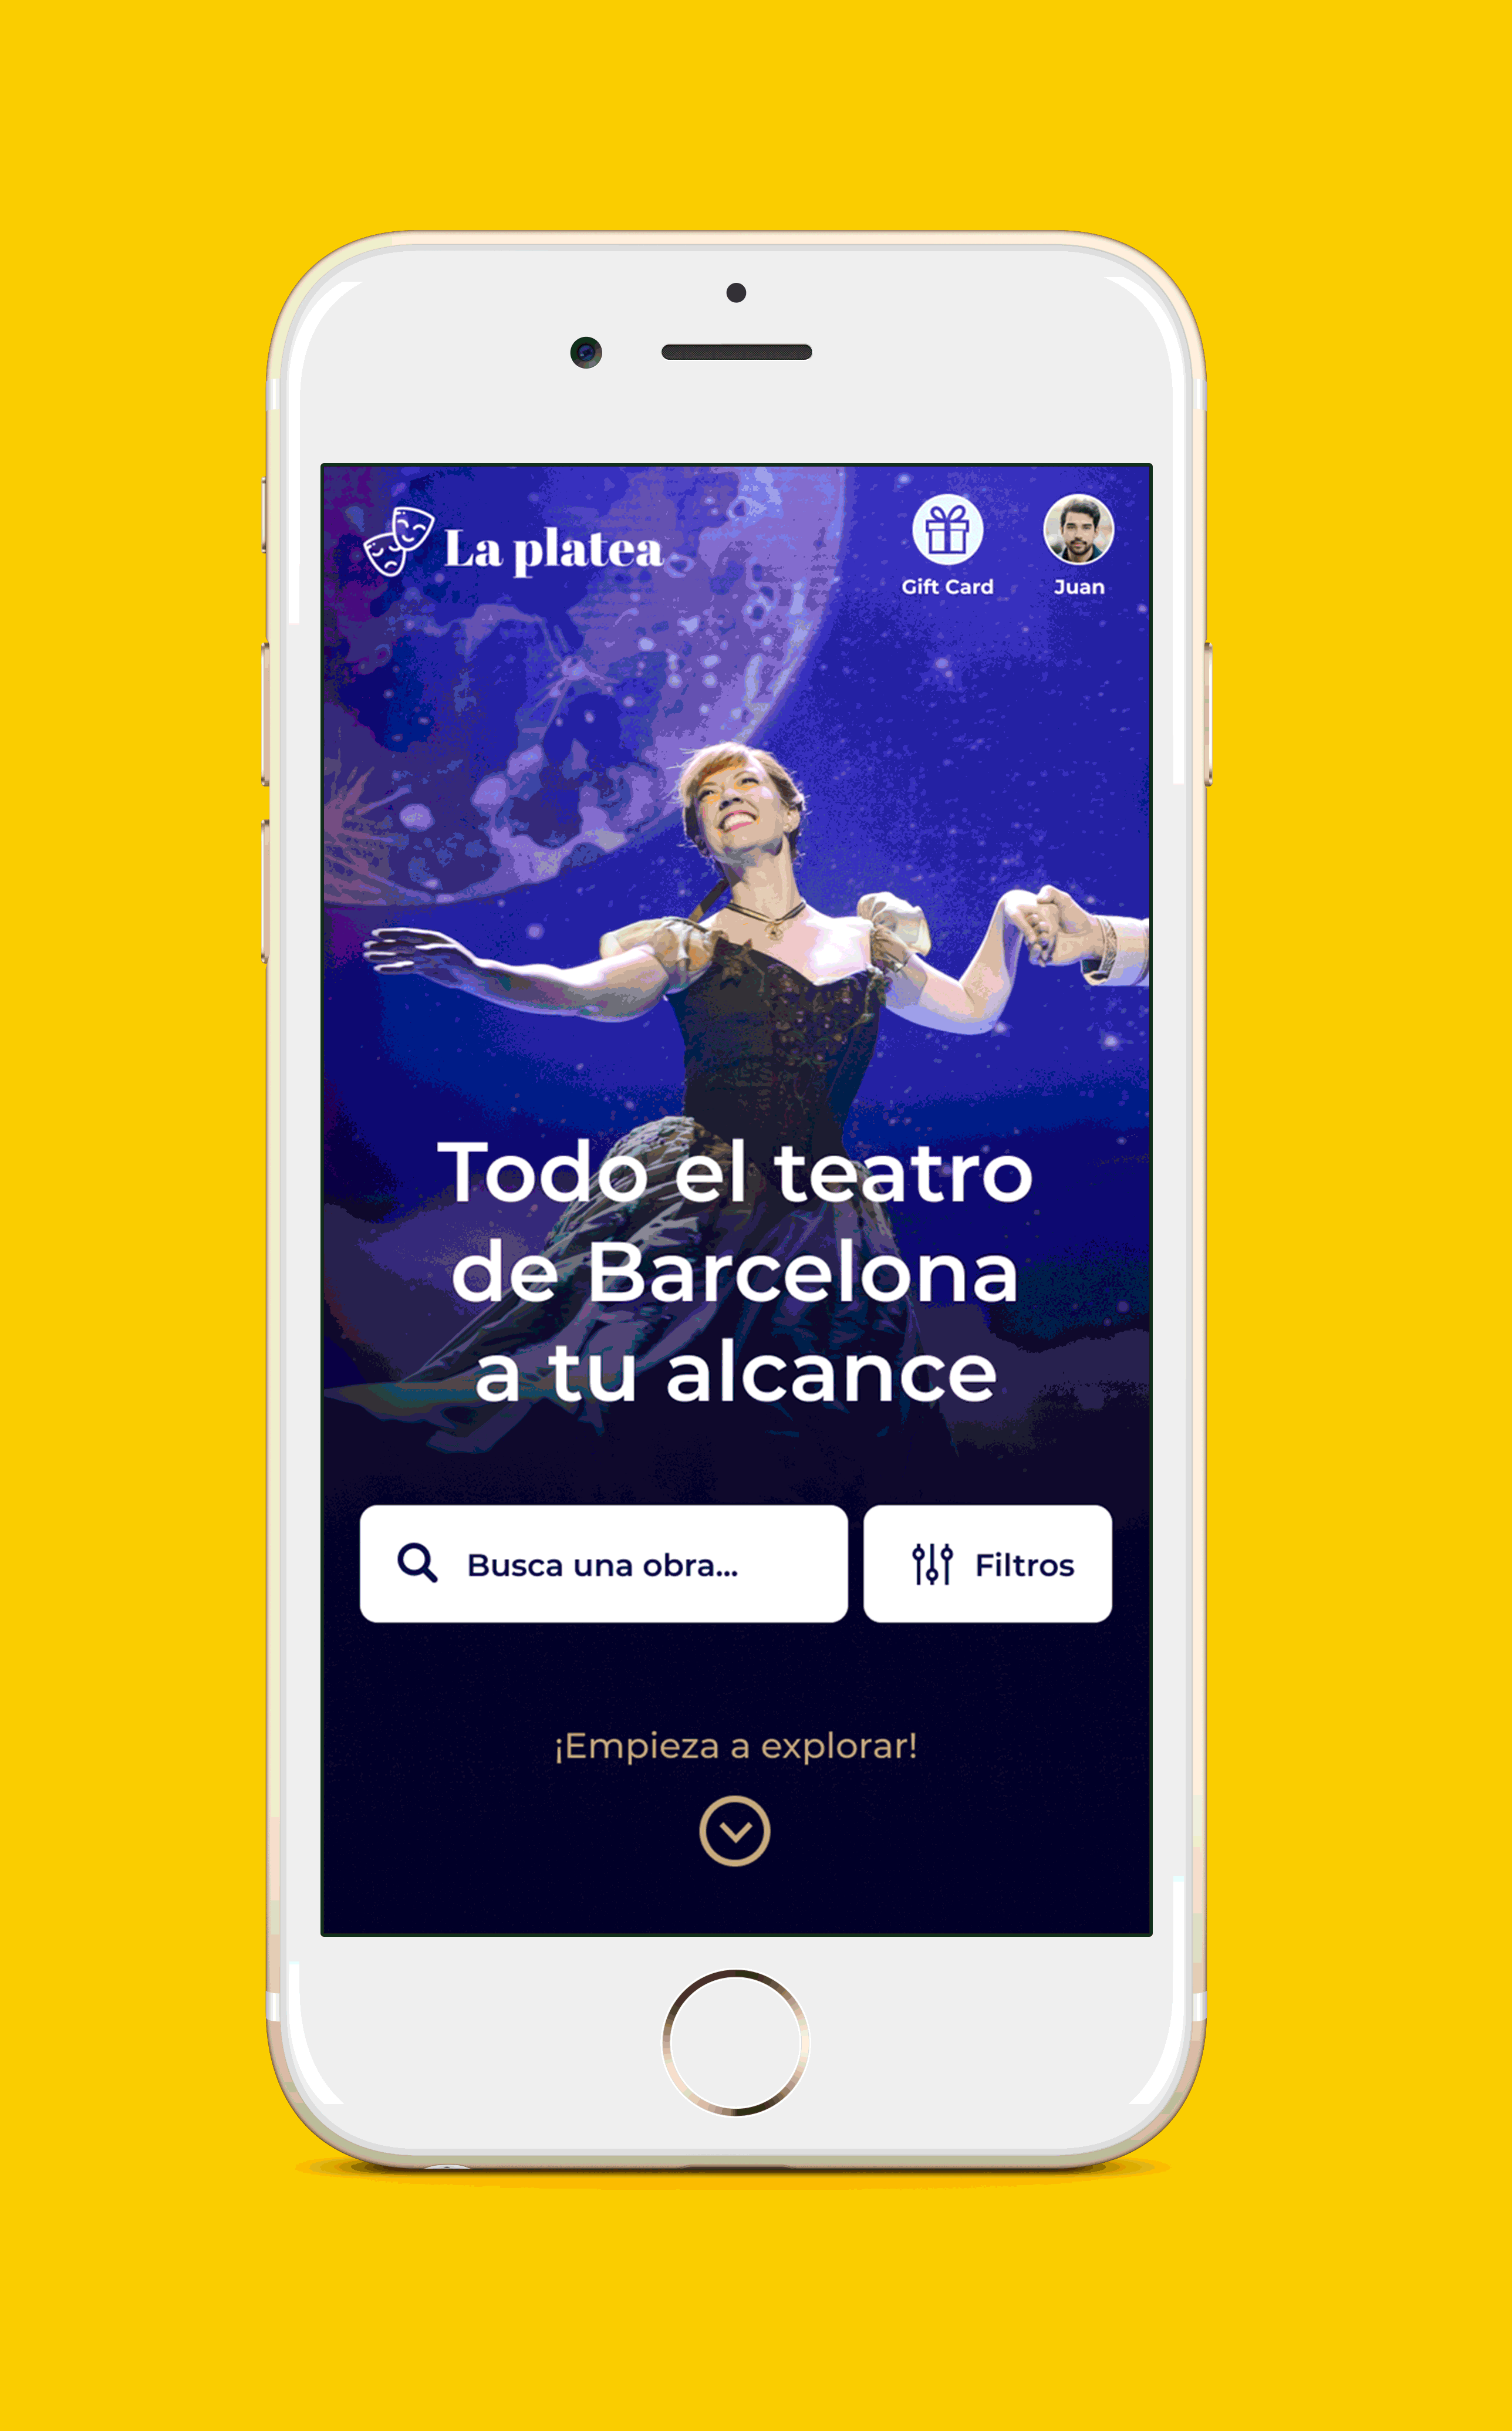 La platea
Gift Card
Juan
Todo el teatro
de Barcelona
a tu alcance
Busca una obra...
Filtros
¡Empieza a explorar!